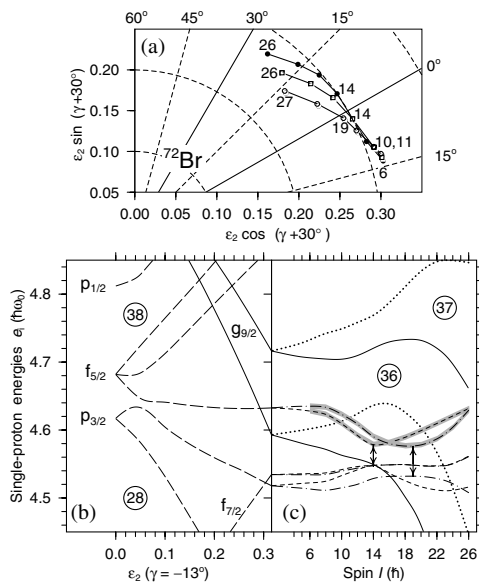 60° 45° 30° 15°
(a)
26
0.20
26
14
0°
27
14
19
10,11
0.10
72Br
6
15°
0.05
0.0 0.05 0.10 0.15 0.20 0.25 0.30
ε₂ sin (γ+30°)
ε₂ cos (γ+30°)
4.8
p1/2
38
37
g9/2
4.7
f5/2
36
p3/2
4.6
28
4.5
f7/2
(b)
(c)
0.0 0.1 0.2 0.3
6 10 14 18 22 26
Single-proton energies eᵢ (ħω₀)
ε₂ (γ = −13°)
Spin I (ħ)